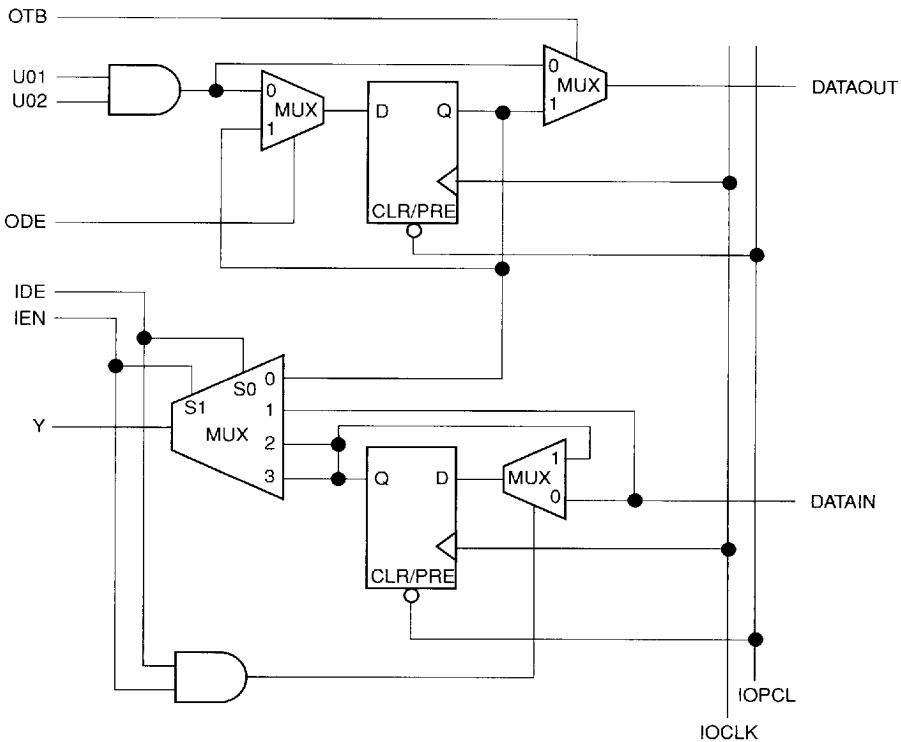 OTB
U01
U02
0
MUX
1
D
Q
CLR/PRE
0
MUX
1
DATAOUT
ODE
IDE
IEN
S1
S0
MUX
0
1
2
3
Y
Q
D
CLR/PRE
MUX
1
0
DATAIN
IOPCL
IOCLK